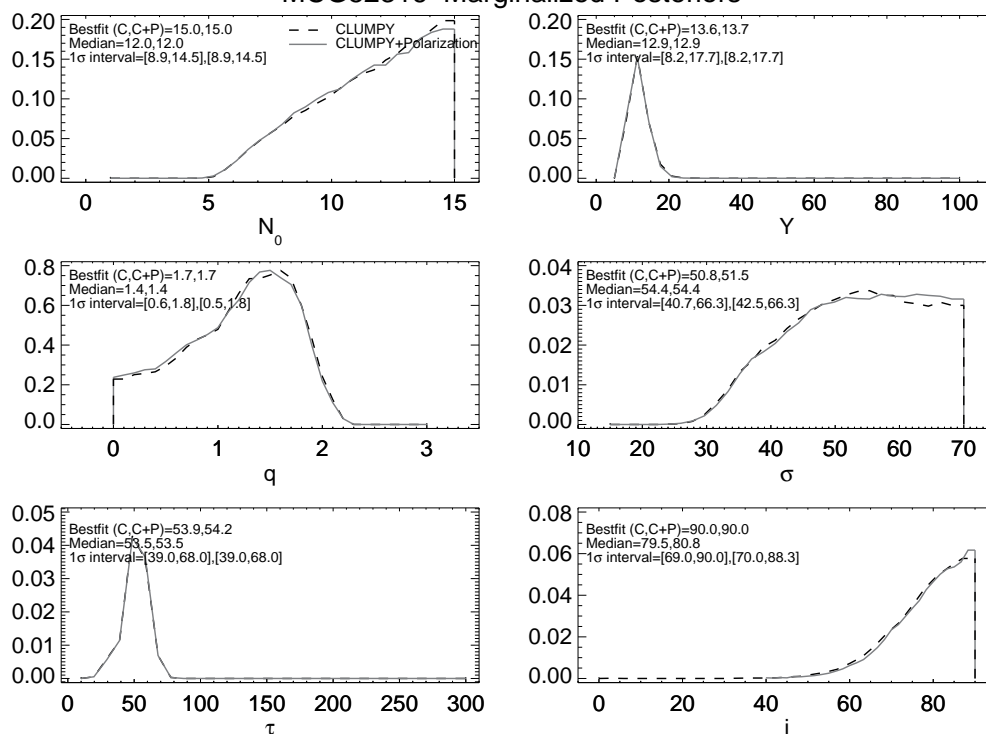 Marginalized Posteriors
0.20
0.15
0.10
0.05
0.00
Bestfit (C,C+P)=15.0,15.0
Median=12.0,12.0
1σ interval=[8.9,14.5],[8.9,14.5]
CLUMPY
CLUMPY+Polarization
0 5 10 15
N0
0.20
0.15
0.10
0.05
0.00
Bestfit (C,C+P)=13.6,13.7
Median=12.9,12.9
1σ interval=[8.2,17.7],[8.2,17.7]
0 20 40 60 80 100
Y
0.8
0.6
0.4
0.2
0.0
Bestfit (C,C+P)=1.7,1.7
Median=1.4,1.4
1σ interval=[0.6,1.8],[0.5,1.8]
0 1 2 3
q
0.04
0.03
0.02
0.01
0.00
Bestfit (C,C+P)=50.8,51.5
Median=54.4,54.4
1σ interval=[40.7,66.3],[42.5,66.3]
10 20 30 40 50 60 70
σ
0.05
0.04
0.03
0.02
0.01
0.00
Bestfit (C,C+P)=53.9,54.2
Median=53.5,53.5
1σ interval=[39.0,68.0],[39.0,68.0]
0 50 100 150 200 250 300
τ
0.08
0.06
0.04
0.02
0.00
Bestfit (C,C+P)=90.0,90.0
Median=79.5,80.8
1σ interval=[69.0,90.0],[70.0,88.3]
0 20 40 60 80
i